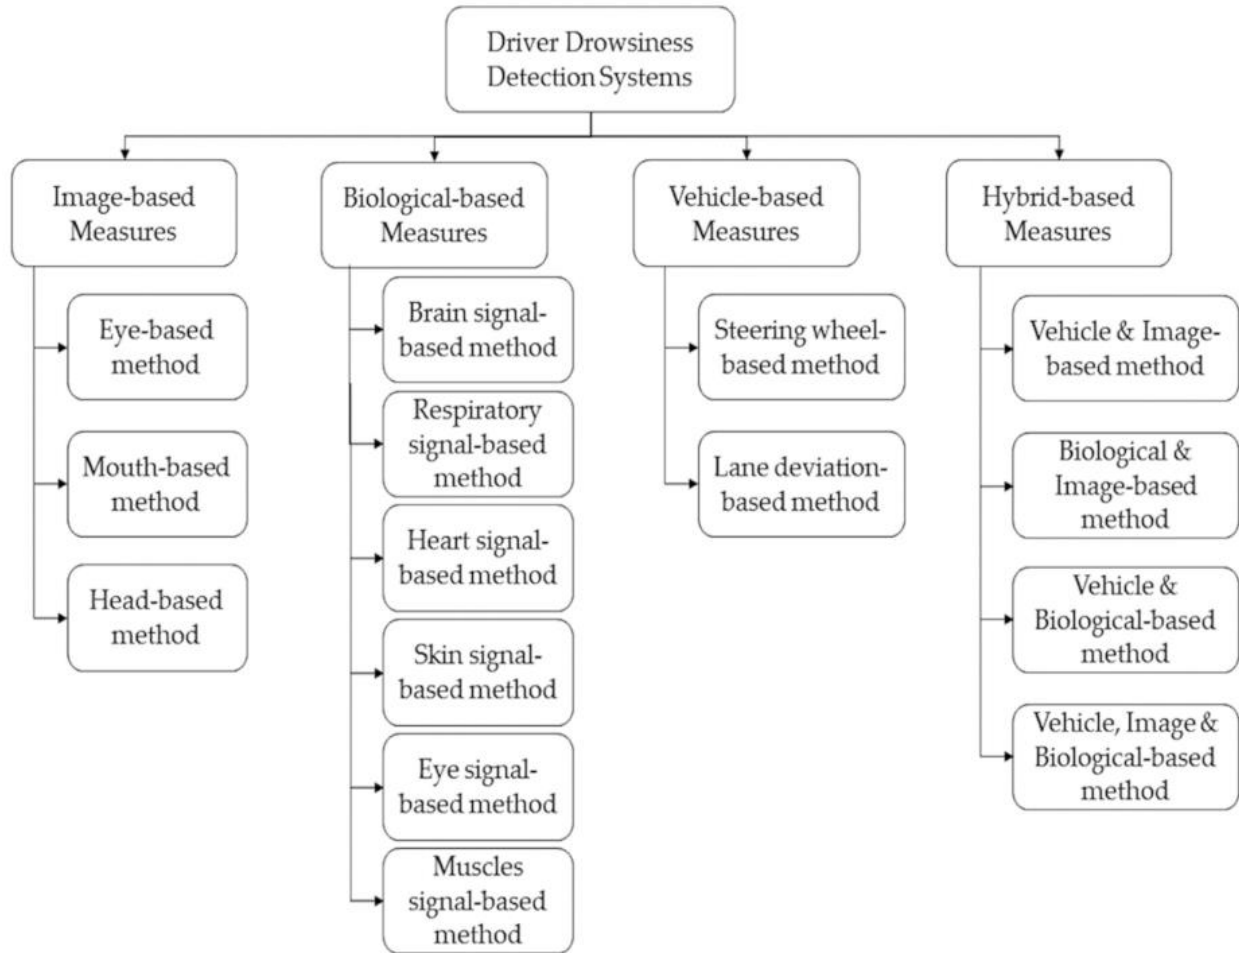 Driver Drowsiness
Detection Systems
Image-based
Measures
Eye-based
method
Mouth-based
method
Head-based
method
Biological-based
Measures
Brain signal-
based method
Respiratory
signal-based
method
Heart signal-
based method
Skin signal-
based method
Eye signal-
based method
Muscles
signal-based
method
Vehicle-based
Measures
Steering wheel-
based method
Lane deviation-
based method
Hybrid-based
Measures
Vehicle & Image-
based method
Biological &
Image-based
method
Vehicle &
Biological-based
method
Vehicle, Image &
Biological-based
method